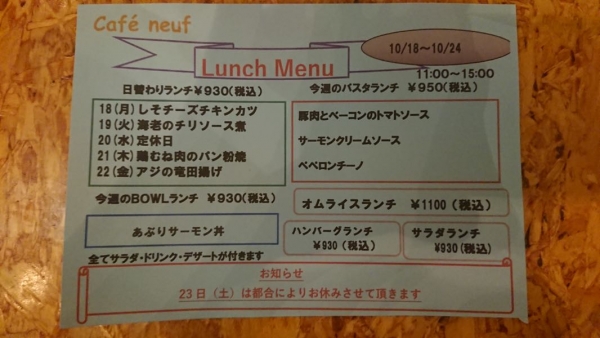 Café neuf
Lunch Menu
10/18～10/24
11:00～15:00
日替わりランチ￥930(税込)
18(月)しそチーズチキンカツ
19(火)海老のチリソース煮
20(水)定休日
21(木)鶏むね肉のパン粉焼
22(金)アジの竜田揚げ
今週のパスタランチ ￥950(税込)
豚肉とベーコンのトマトソース
サーモンクリームソース
ペペロンチーノ
今週のBOWLランチ ￥930(税込)
あぶりサーモン丼
オムライスランチ ￥1100（税込）
ハンバーグランチ
￥930（税込）
サラダランチ
￥930(税込)
全てサラダ・ドリンク・デザートが付きます
お知らせ
23日（土）は都合によりお休みさせて頂きます